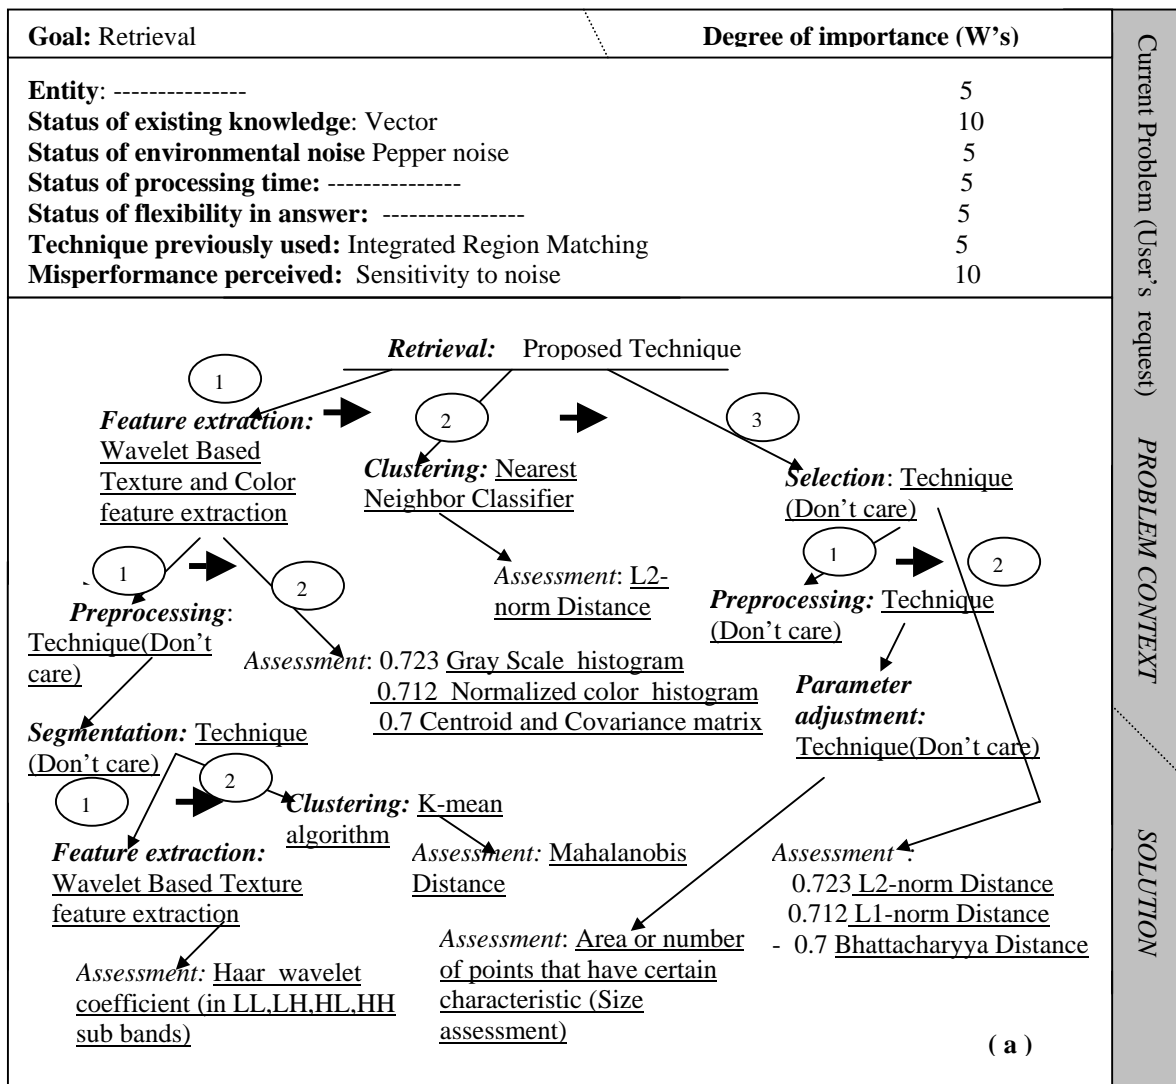 Goal: Retrieval
Degree of importance (W's)
Entity: --------------- 5
Status of existing knowledge: Vector 10
Status of environmental noise Pepper noise 5
Status of processing time: --------------- 5
Status of flexibility in answer: ---------------- 5
Technique previously used: Integrated Region Matching 5
Misperformance perceived: Sensitivity to noise 10
Retrieval: Proposed Technique
1
2
3
Feature extraction:
Wavelet Based
Texture and Color
feature extraction
Clustering: Nearest
Neighbor Classifier
Selection: Technique
(Don't care)
1
2
1
2
Assessment: L2-
norm Distance
Preprocessing:
Technique(Don't
care)
Preprocessing: Technique
(Don't care)
Assessment: 0.723 Gray Scale histogram
0.712 Normalized color histogram
0.7 Centroid and Covariance matrix
Parameter
adjustment:
Technique(Don't care)
Segmentation: Technique
(Don't care)
1
2
Clustering: K-mean
algorithm
Feature extraction:
Wavelet Based Texture
feature extraction
Assessment: Mahalanobis
Distance
Assessment :
0.723 L2-norm Distance
0.712 L1-norm Distance
- 0.7 Bhattacharyya Distance
Assessment: Haar wavelet
coefficient (in LL,LH,HL,HH
sub bands)
Assessment: Area or number
of points that have certain
characteristic (Size
assessment)
( a )
Current Problem (User's request)
PROBLEM CONTEXT
SOLUTION